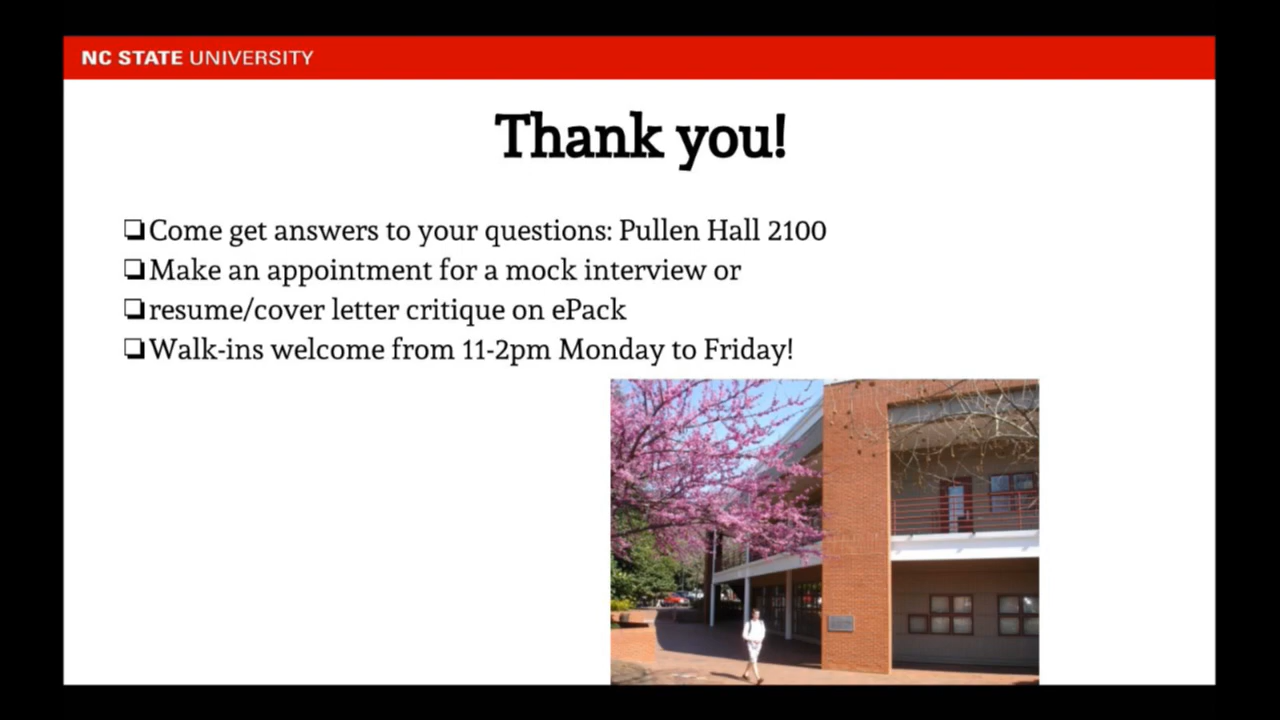 NC STATE UNIVERSITY
Thank you!
❏Come get answers to your questions: Pullen Hall 2100
❏Make an appointment for a mock interview or
❏resume/cover letter critique on ePack
❏Walk-ins welcome from 11-2pm Monday to Friday!